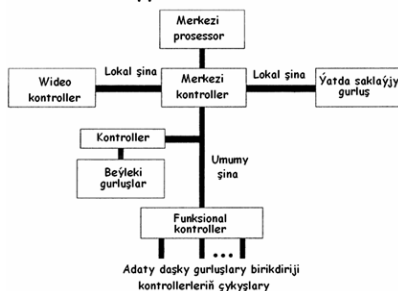 Merkezi
prosessor
Wideo
kontroller
Lokal şina
Merkezi
kontroller
Lokal şina
Ýatda saklaýjy
gurluş
Kontroller
Beýleki
gurluşlar
Umumy
şina
Funksional
kontroller
Adaty daşky gurluşlary birikdiriji
kontrollerleriň çykyşlary